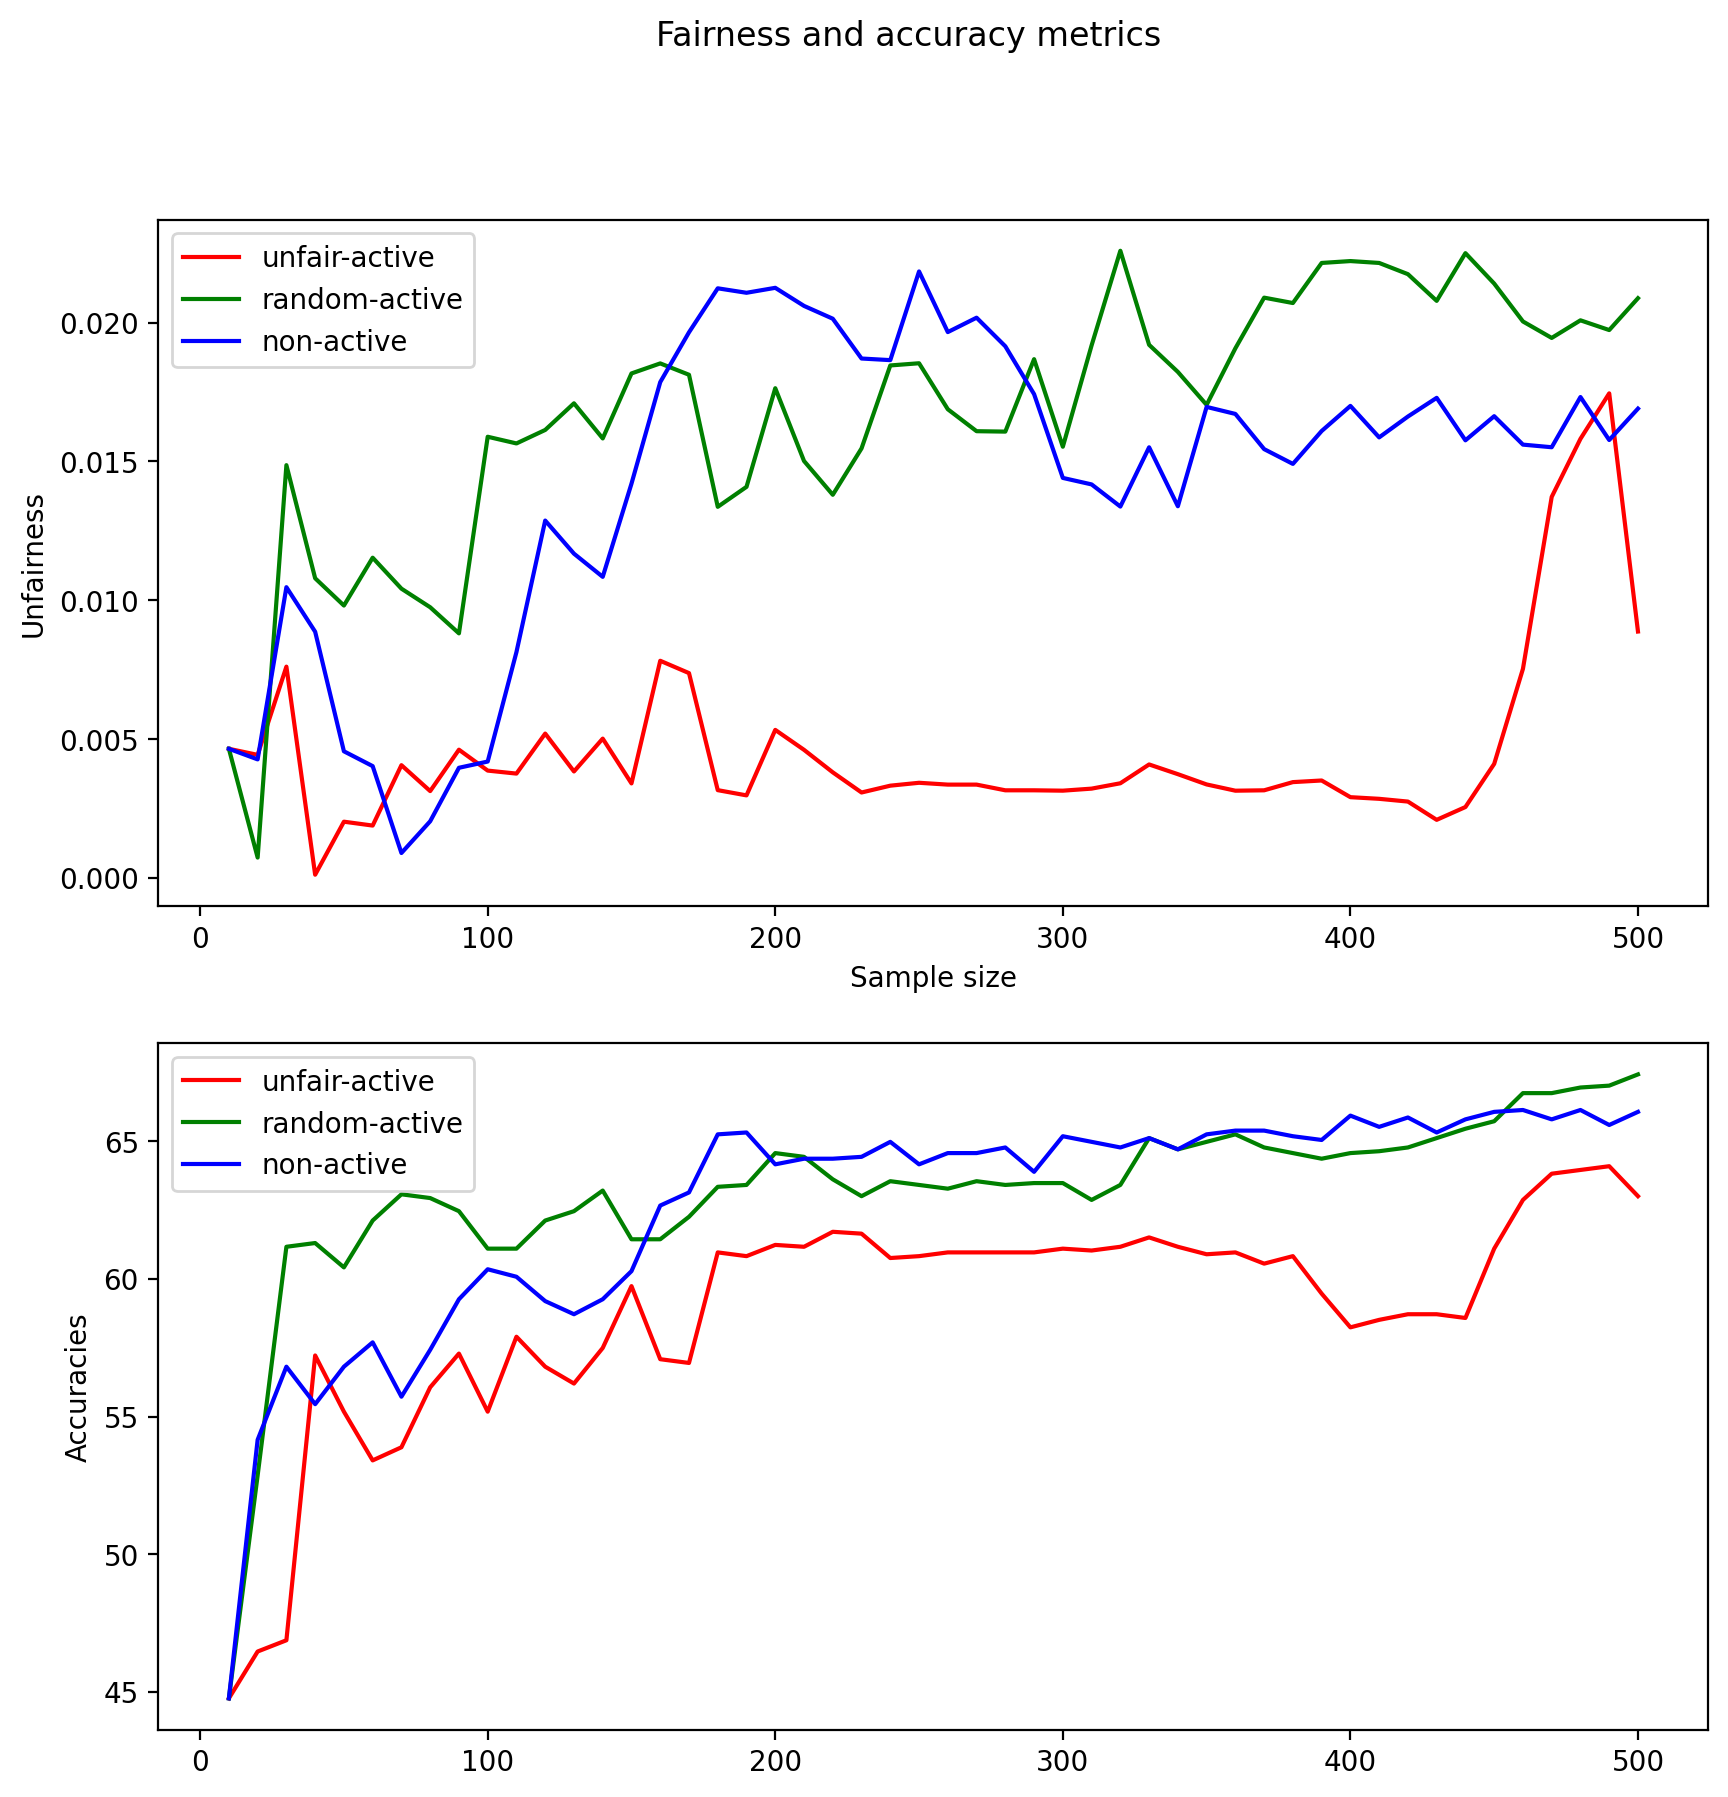 Fairness and accuracy metrics
unfair-active
random-active
non-active
0.020
0.015
0.010
0.005
0.000
Unfairness
0 100 200 300 400 500
Sample size
unfair-active
random-active
non-active
65
60
55
50
45
Accuracies
0 100 200 300 400 500